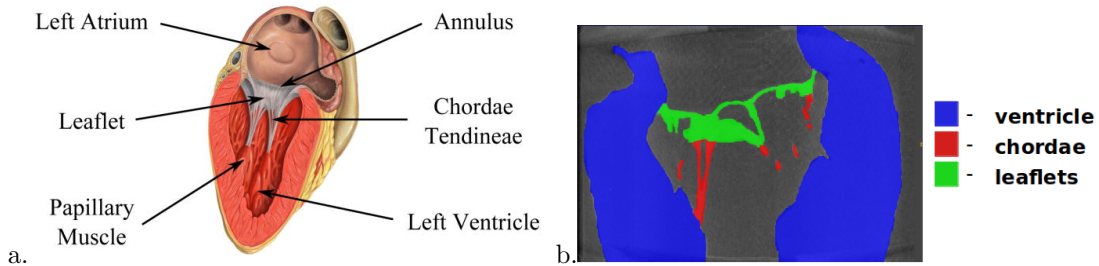 Left Atrium
Annulus
Leaflet
Chordae
Tendineae
Papillary
Muscle
Left Ventricle
a.
b.
- ventricle
- chordae
- leaflets